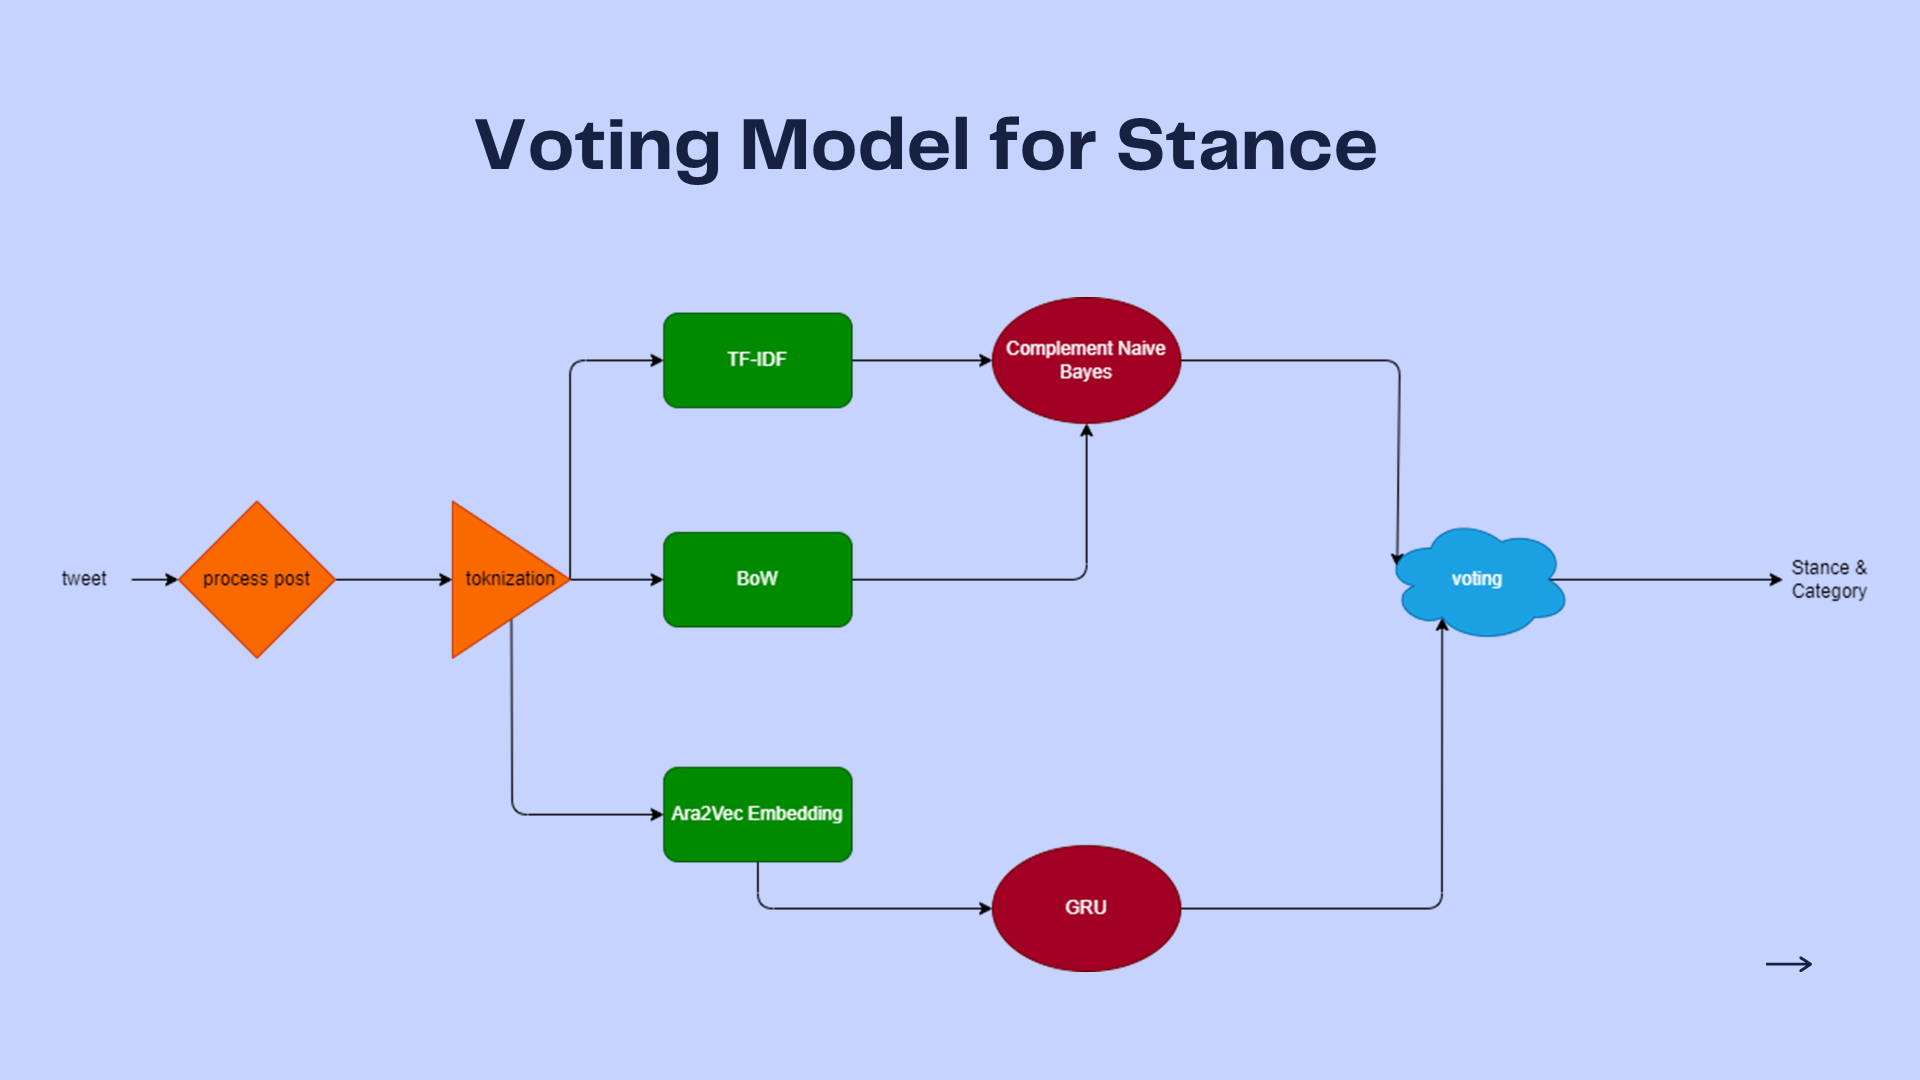 Voting Model for Stance
TF-IDF
Complement Naive
Bayes
tweet
process post
toknization
BoW
voting
Stance &
Category
Ara2Vec Embedding
GRU